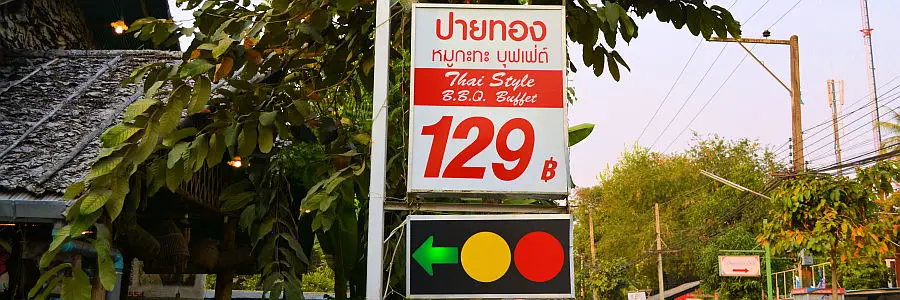 ปายทอง
หมูกะทะ บุฟเฟ่ต์
Thai Style
B.B.Q. Buffet
129 ฿